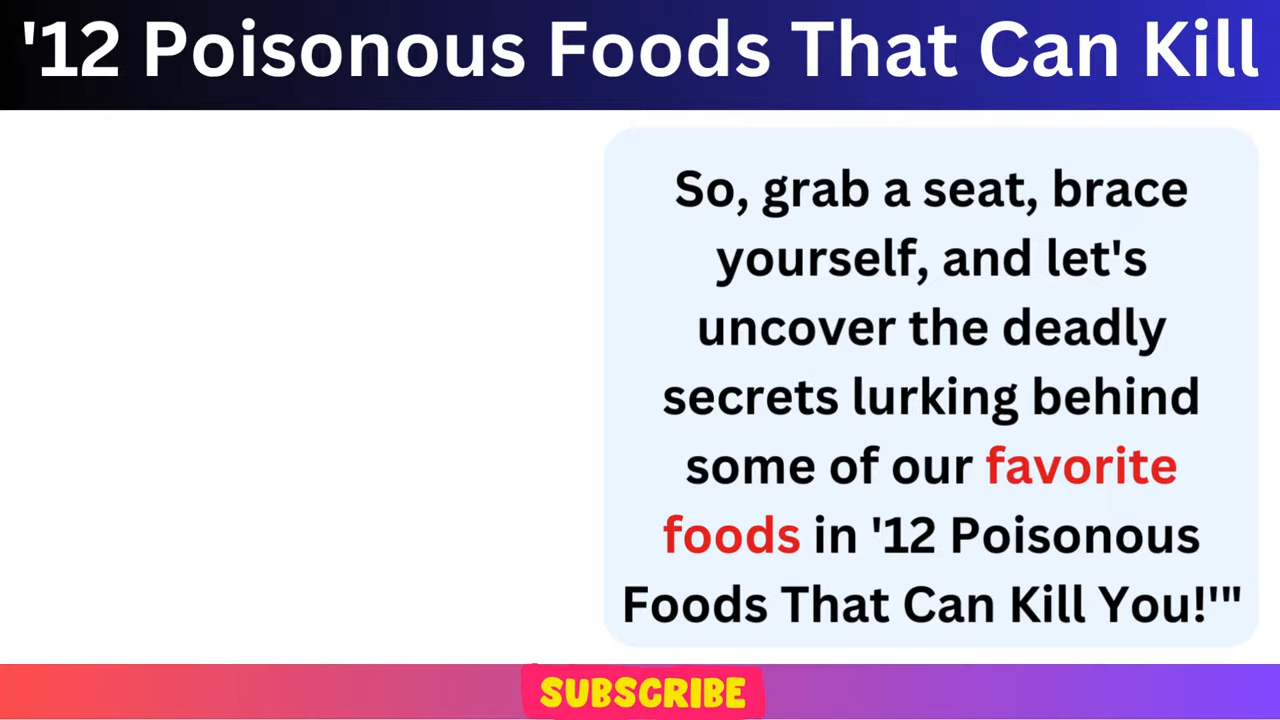 '12 Poisonous Foods That Can Kill
So, grab a seat, brace
yourself, and let's
uncover the deadly
secrets lurking behind
some of our favorite
foods in '12 Poisonous
Foods That Can Kill You!'"
SUBSCRIBE